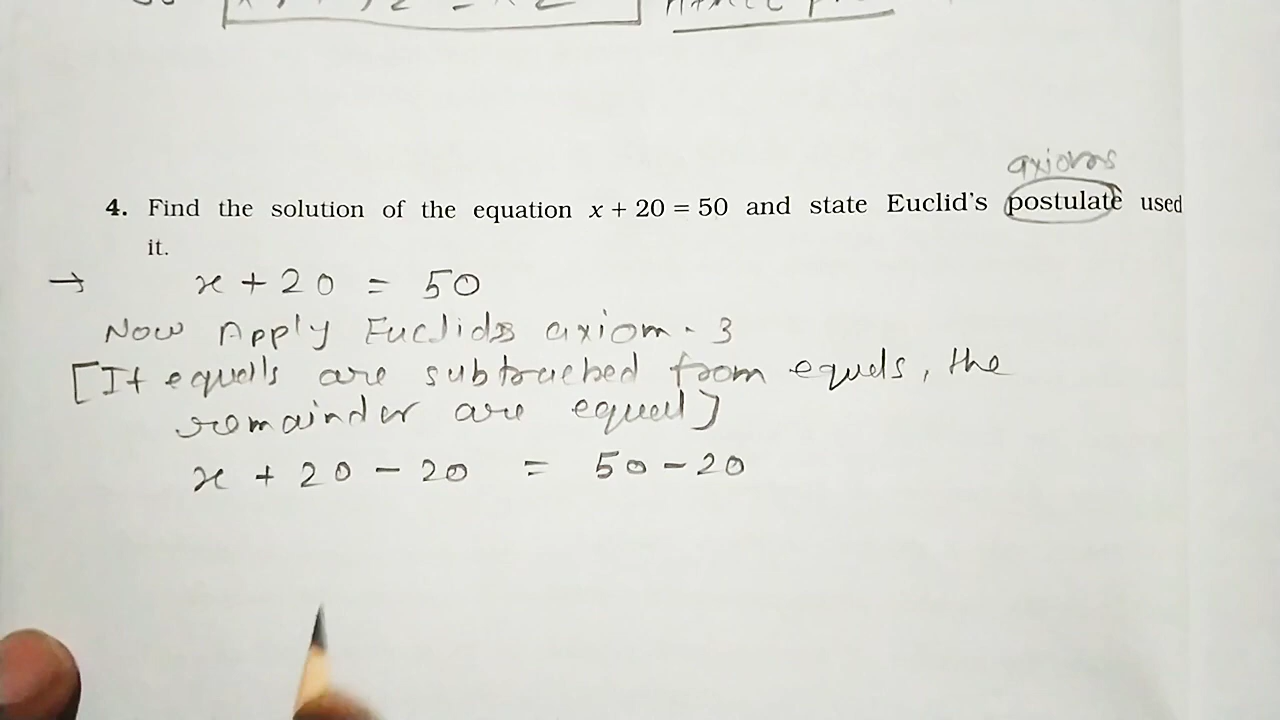 axioms
4. Find the solution of the equation x + 20 = 50 and state Euclid's postulate used
it.
→ x + 20 = 50
Now Apply Euclids axiom - 3
[It equals are subtracted from equals, the
remainder are equal]
x + 20 - 20 = 50 - 20